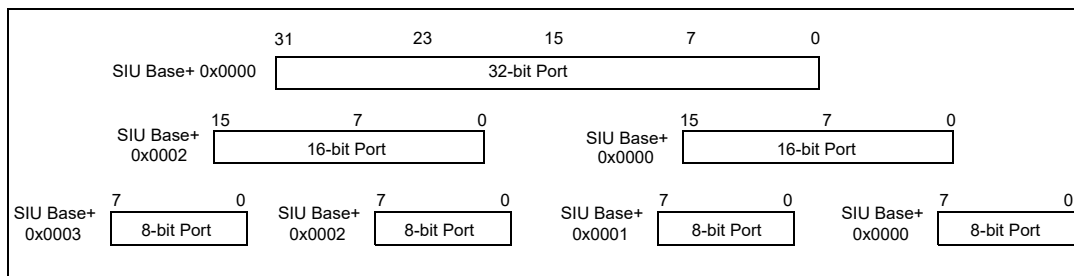 31 23 15 7 0
SIU Base+ 0x0000 32-bit Port
15 7 0 15 7 0
SIU Base+
0x0002 16-bit Port SIU Base+
0x0000 16-bit Port
7 0 7 0 7 0 7 0
SIU Base+
0x0003 8-bit Port SIU Base+
0x0002 8-bit Port SIU Base+
0x0001 8-bit Port SIU Base+
0x0000 8-bit Port